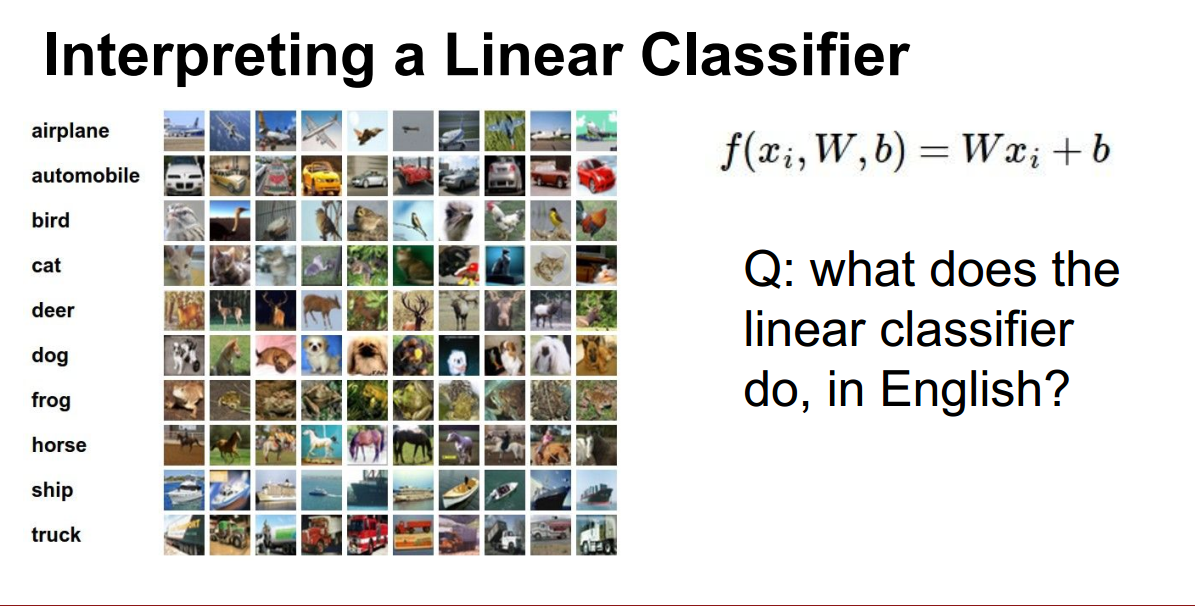 Interpreting a Linear Classifier
airplane
automobile
bird
cat
deer
dog
frog
horse
ship
truck
f(xᵢ, W, b) = Wxᵢ + b
Q: what does the
linear classifier
do, in English?